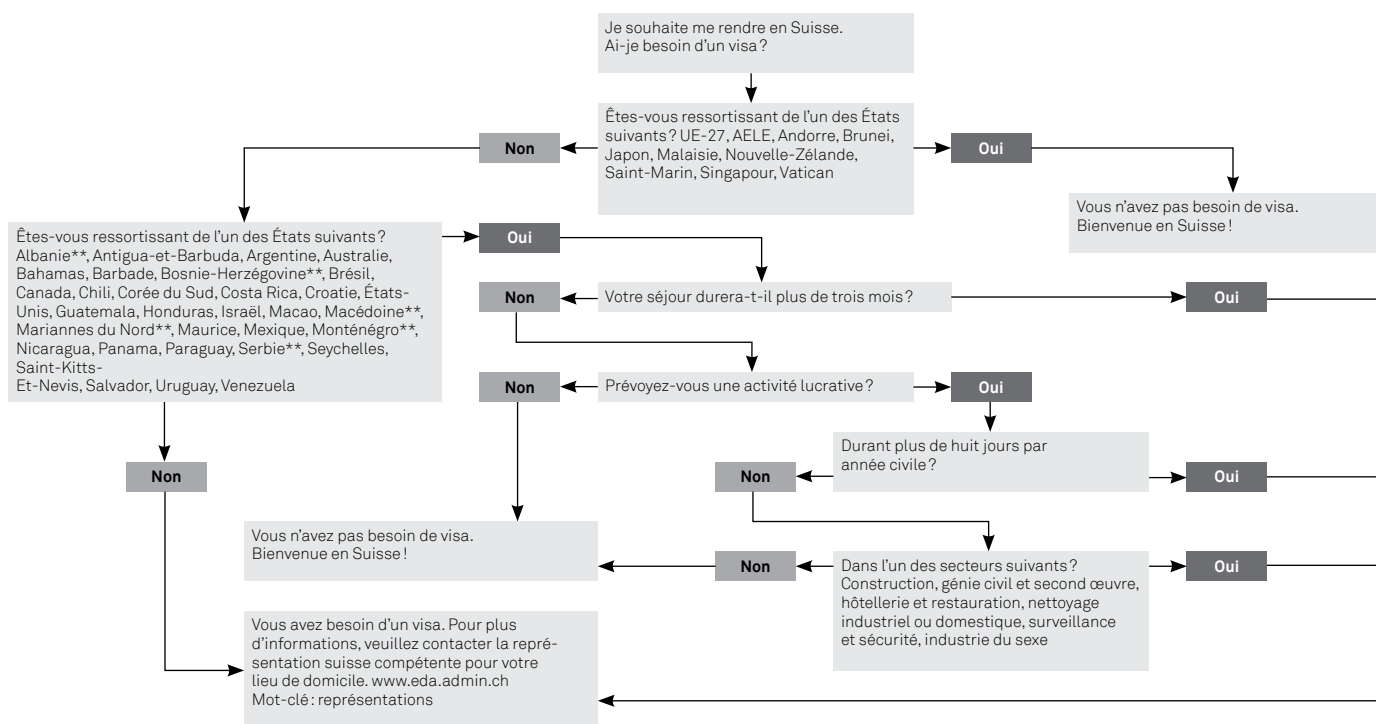 Je souhaite me rendre en Suisse.
Ai-je besoin d'un visa ?
Êtes-vous ressortissant de l'un des États
suivants ? UE-27, AELE, Andorre, Brunei,
Japon, Malaisie, Nouvelle-Zélande,
Saint-Marin, Singapour, Vatican
Non
Oui
Vous n'avez pas besoin de visa.
Bienvenue en Suisse !
Êtes-vous ressortissant de l'un des États suivants ?
Albanie**, Antigua-et-Barbuda, Argentine, Australie,
Bahamas, Barbade, Bosnie-Herzégovine**, Brésil,
Canada, Chili, Corée du Sud, Costa Rica, Croatie, États-
Unis, Guatemala, Honduras, Israël, Macao, Macédoine**,
Mariannes du Nord**, Maurice, Mexique, Monténégro**,
Nicaragua, Panama, Paraguay, Serbie**, Seychelles,
Saint-Kitts-
Et-Nevis, Salvador, Uruguay, Venezuela
Oui
Non
Votre séjour durera-t-il plus de trois mois ?
Oui
Non
Prévoyez-vous une activité lucrative ?
Oui
Durant plus de huit jours par
année civile ?
Non
Non
Oui
Vous n'avez pas besoin de visa.
Bienvenue en Suisse !
Non
Dans l'un des secteurs suivants ?
Construction, génie civil et second œuvre,
hôtellerie et restauration, nettoyage
industriel ou domestique, surveillance
et sécurité, industrie du sexe
Oui
Vous avez besoin d'un visa. Pour plus
d'informations, veuillez contacter la repré-
sentation suisse compétente pour votre
lieu de domicile. www.eda.admin.ch
Mot-clé : représentations